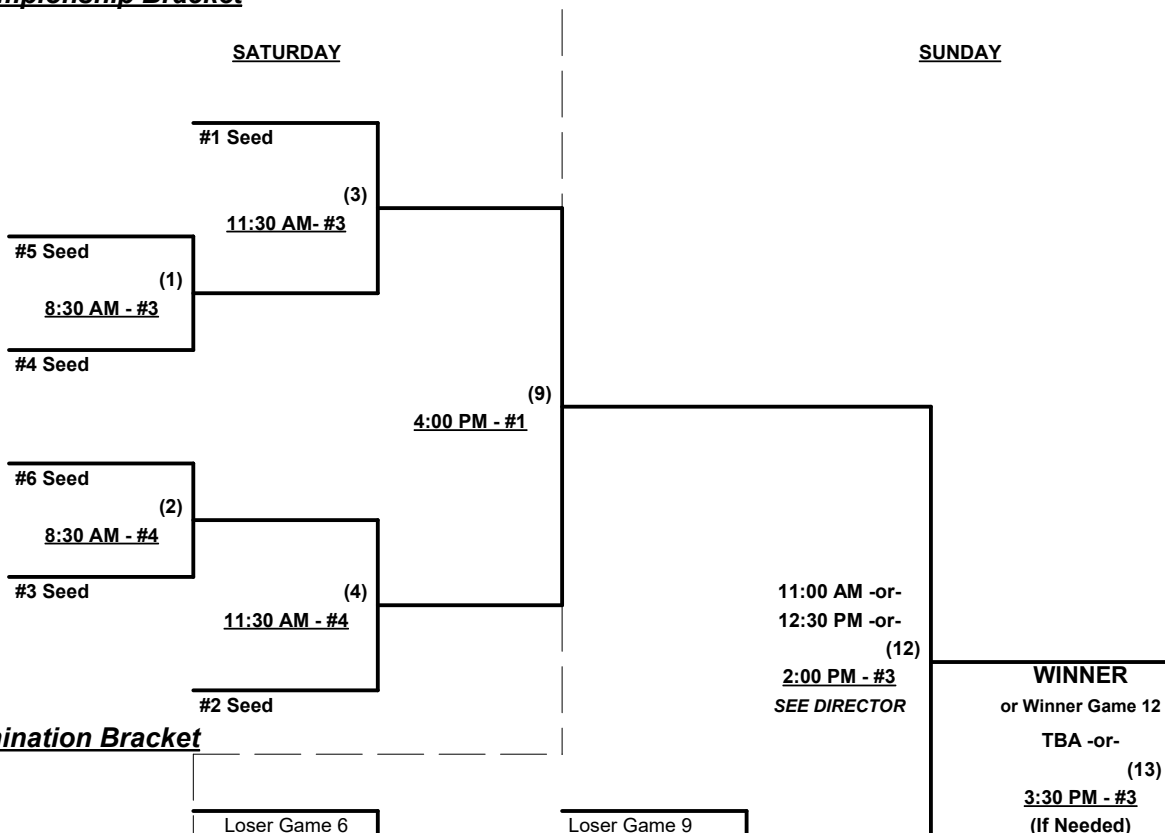 SATURDAY
SUNDAY
#1 Seed
(3)
11:30 AM- #3
#5 Seed
(1)
8:30 AM - #3
#4 Seed
(9)
4:00 PM - #1
#6 Seed
(2)
8:30 AM - #4
#3 Seed
(4)
11:30 AM - #4
#2 Seed
11:00 AM -or-
12:30 PM -or-
(12)
2:00 PM - #3
SEE DIRECTOR
WINNER
or Winner Game 12
TBA -or-
(13)
3:30 PM - #3
(If Needed)
Bracket
Loser Game 6
Loser Game 9